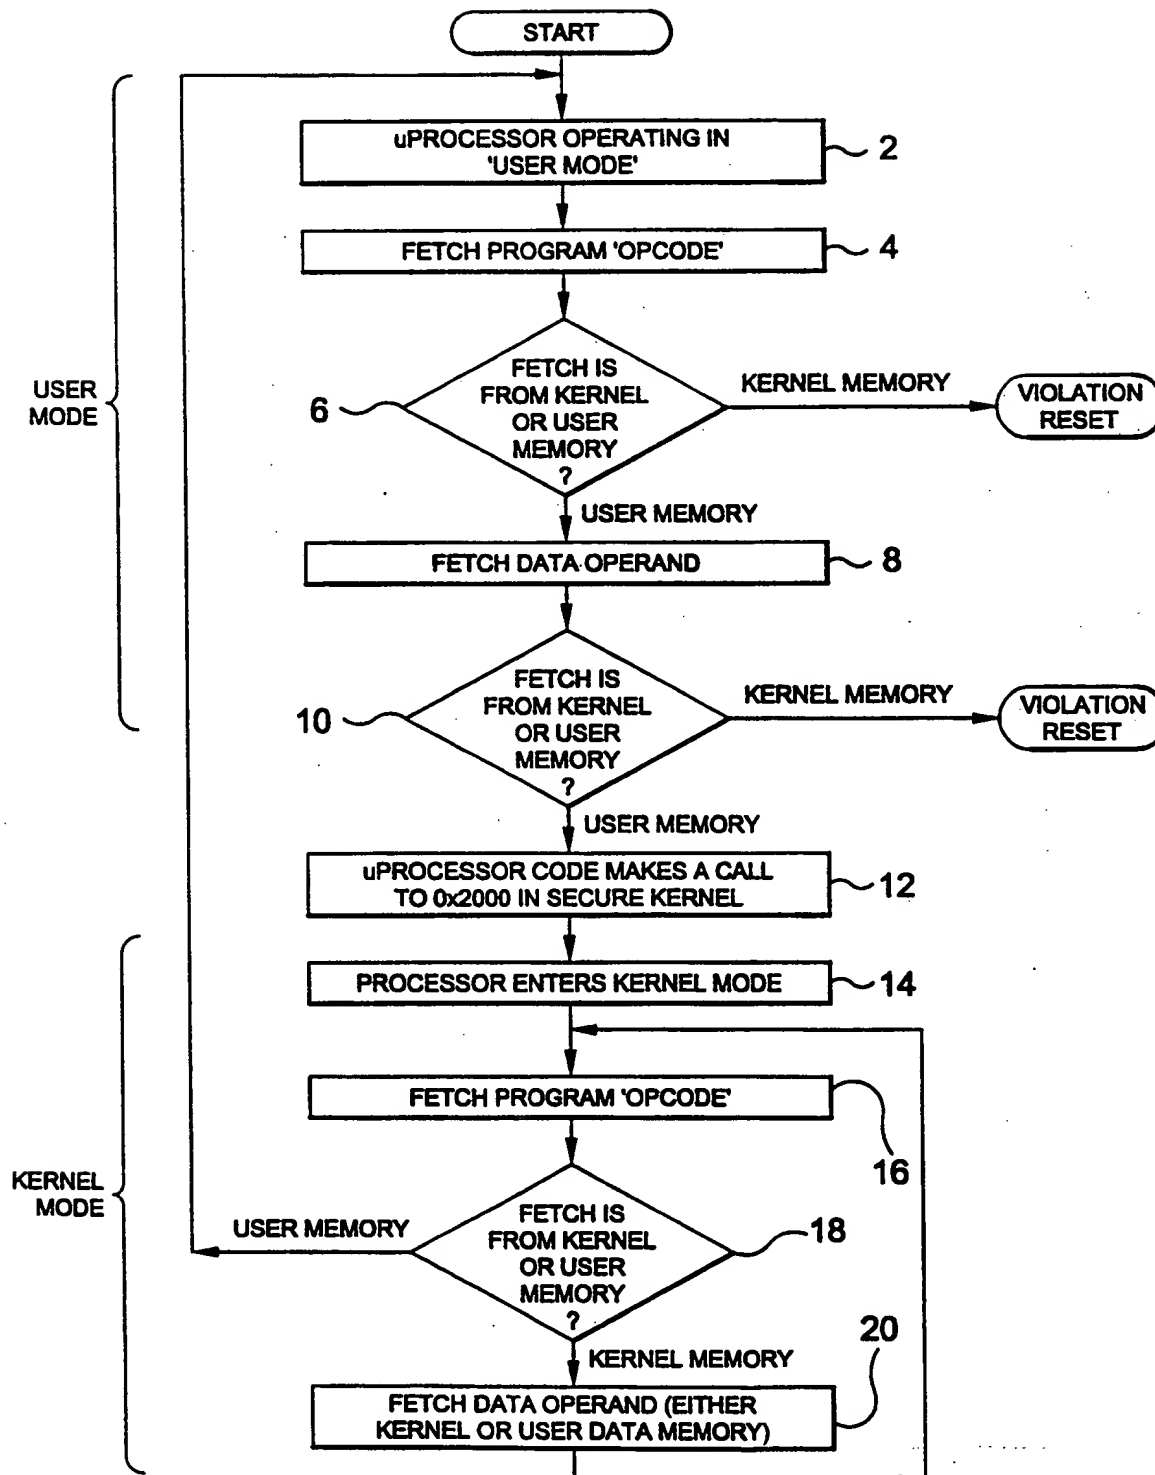 START
uPROCESSOR OPERATING IN
'USER MODE'
2
FETCH PROGRAM 'OPCODE'
4
USER
MODE
6
FETCH IS
FROM KERNEL
OR USER
MEMORY
?
KERNEL MEMORY
VIOLATION
RESET
USER MEMORY
FETCH DATA OPERAND
8
10
FETCH IS
FROM KERNEL
OR USER
MEMORY
?
KERNEL MEMORY
VIOLATION
RESET
USER MEMORY
uPROCESSOR CODE MAKES A CALL
TO 0x2000 IN SECURE KERNEL
12
PROCESSOR ENTERS KERNEL MODE
14
FETCH PROGRAM 'OPCODE'
16
KERNEL
MODE
USER MEMORY
FETCH IS
FROM KERNEL
OR USER
MEMORY
?
18
KERNEL MEMORY
20
FETCH DATA OPERAND (EITHER
KERNEL OR USER DATA MEMORY)